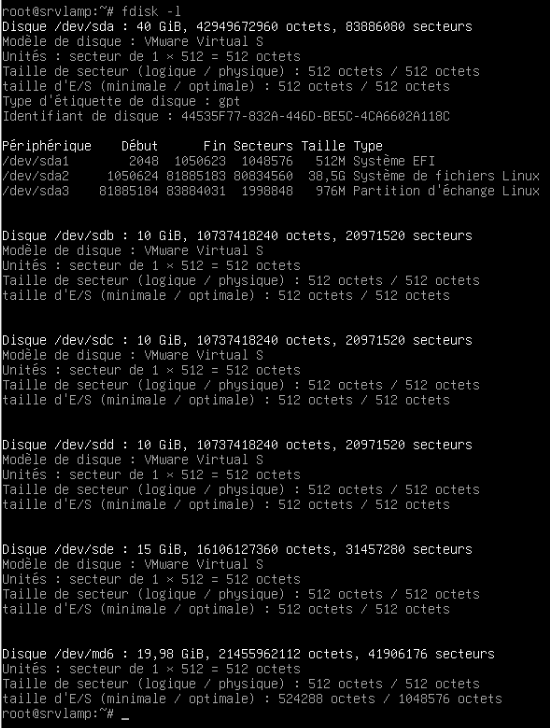 root@srvlamp:~# fdisk -l
Disque /dev/sda : 40 GiB, 42949672960 octets, 83886080 secteurs
Modèle de disque : VMware Virtual S
Unités : secteur de 1 × 512 = 512 octets
Taille de secteur (logique / physique) : 512 octets / 512 octets
taille d'E/S (minimale / optimale) : 512 octets / 512 octets
Type d'étiquette de disque : gpt
Identifiant de disque : 44535F77-832A-446D-BE5C-4CA6602A118C
Périphérique Début Fin Secteurs Taille Type
/dev/sda1 2048 1050623 1048576 512M Système EFI
/dev/sda2 1050624 81885183 80834560 38,5G Système de fichiers Linux
/dev/sda3 81885184 83884031 1998848 976M Partition d'échange Linux
Disque /dev/sdb : 10 GiB, 10737418240 octets, 20971520 secteurs
Modèle de disque : VMware Virtual S
Unités : secteur de 1 × 512 = 512 octets
Taille de secteur (logique / physique) : 512 octets / 512 octets
taille d'E/S (minimale / optimale) : 512 octets / 512 octets
Disque /dev/sdc : 10 GiB, 10737418240 octets, 20971520 secteurs
Modèle de disque : VMware Virtual S
Unités : secteur de 1 × 512 = 512 octets
Taille de secteur (logique / physique) : 512 octets / 512 octets
taille d'E/S (minimale / optimale) : 512 octets / 512 octets
Disque /dev/sdd : 10 GiB, 10737418240 octets, 20971520 secteurs
Modèle de disque : VMware Virtual S
Unités : secteur de 1 × 512 = 512 octets
Taille de secteur (logique / physique) : 512 octets / 512 octets
taille d'E/S (minimale / optimale) : 512 octets / 512 octets
Disque /dev/sde : 15 GiB, 16106127360 octets, 31457280 secteurs
Modèle de disque : VMware Virtual S
Unités : secteur de 1 × 512 = 512 octets
Taille de secteur (logique / physique) : 512 octets / 512 octets
taille d'E/S (minimale / optimale) : 512 octets / 512 octets
Disque /dev/md6 : 19,98 GiB, 21455962112 octets, 41906176 secteurs
Unités : secteur de 1 × 512 = 512 octets
Taille de secteur (logique / physique) : 512 octets / 512 octets
taille d'E/S (minimale / optimale) : 524288 octets / 1048576 octets
root@srvlamp:~# _